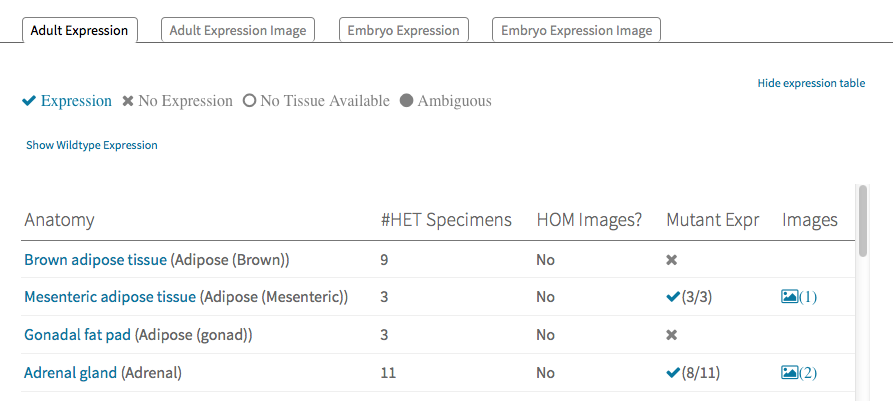 Adult Expression Adult Expression Image Embryo Expression Embryo Expression Image
Hide expression table
Expression No Expression No Tissue Available Ambiguous
Show Wildtype Expression
Anatomy #HET Specimens HOM Images? Mutant Expr Images
Brown adipose tissue (Adipose (Brown)) 9 No
Mesenteric adipose tissue (Adipose (Mesenteric)) 3 No (3/3) (1)
Gonadal fat pad (Adipose (gonad)) 3 No
Adrenal gland (Adrenal) 11 No (8/11) (2)